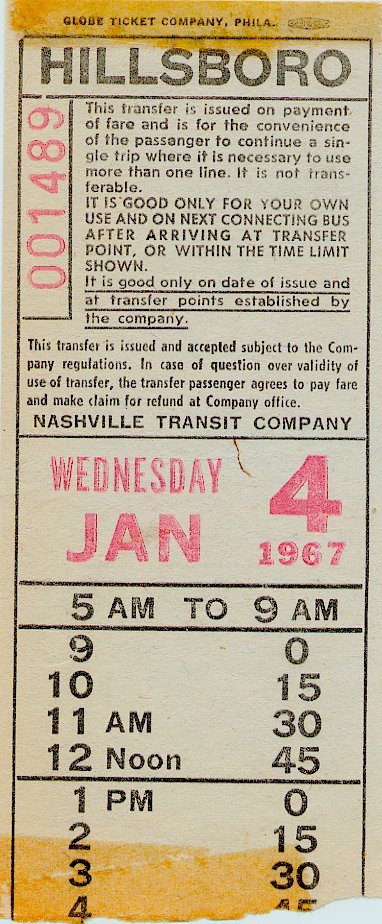 GLOBE TICKET COMPANY, PHILA.
HILLSBORO
001489
This transfer is issued on payment
of fare and is for the convenience
of the passanger to continue a sin-
gle trip where it is necessary to use
more than one line. It is not trans-
ferable.
IT IS GOOD ONLY FOR YOUR OWN
USE AND ON NEXT CONNECTING BUS
AFTER ARRIVING AT TRANSFER
POINT, OR WITHIN THE TIME LIMIT
SHOWN.
It is good only on date of issue and
at transfer points established by
the company.
This transfer is issued and accepted subject to the Com-
pany regulations. In case of question over validity of
use of transfer, the transfer passenger agrees to pay fare
and make claim for refund at Company office.
NASHVILLE TRANSIT COMPANY
WEDNESDAY 4
JAN 1967
5 AM TO 9 AM
9 0
10 15
11 AM 30
12 Noon 45
1 PM 0
2 15
3 30
4 45